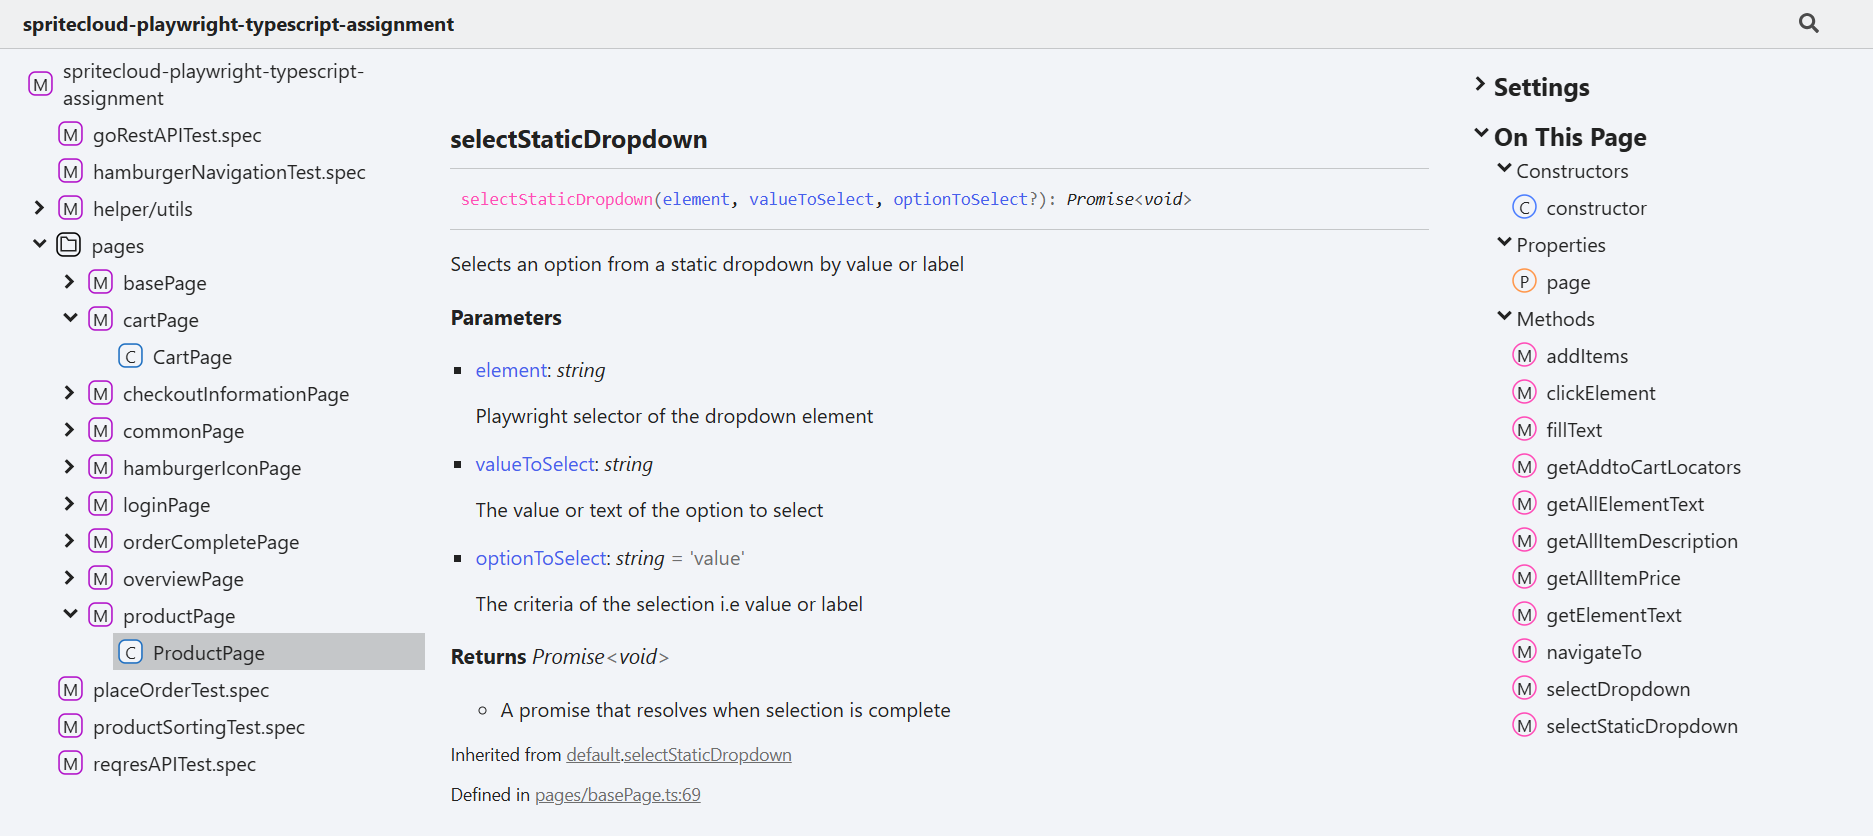 spritecloud-playwright-typescript-assignment
M
spritecloud-playwright-typescript-
assignment
M goRestAPITest.spec
M hamburgerNavigationTest.spec
M helper/utils
pages
M basePage
M cartPage
C CartPage
M checkoutInformationPage
M commonPage
M hamburgerIconPage
M loginPage
M orderCompletePage
M overviewPage
M productPage
C ProductPage
M placeOrderTest.spec
M productSortingTest.spec
M reqresAPITest.spec
selectStaticDropdown
selectStaticDropdown(element, valueToSelect, optionToSelect?): Promise<void>
Selects an option from a static dropdown by value or label
Parameters
element: string
Playwright selector of the dropdown element
valueToSelect: string
The value or text of the option to select
optionToSelect: string = 'value'
The criteria of the selection i.e value or label
Returns Promise<void>
A promise that resolves when selection is complete
Inherited from default.selectStaticDropdown
Defined in pages/basePage.ts:69
Settings
On This Page
Constructors
C constructor
Properties
P page
Methods
M addItems
M clickElement
M fillText
M getAddtoCartLocators
M getAllElementText
M getAllItemDescription
M getAllItemPrice
M getElementText
M navigateTo
M selectDropdown
M selectStaticDropdown